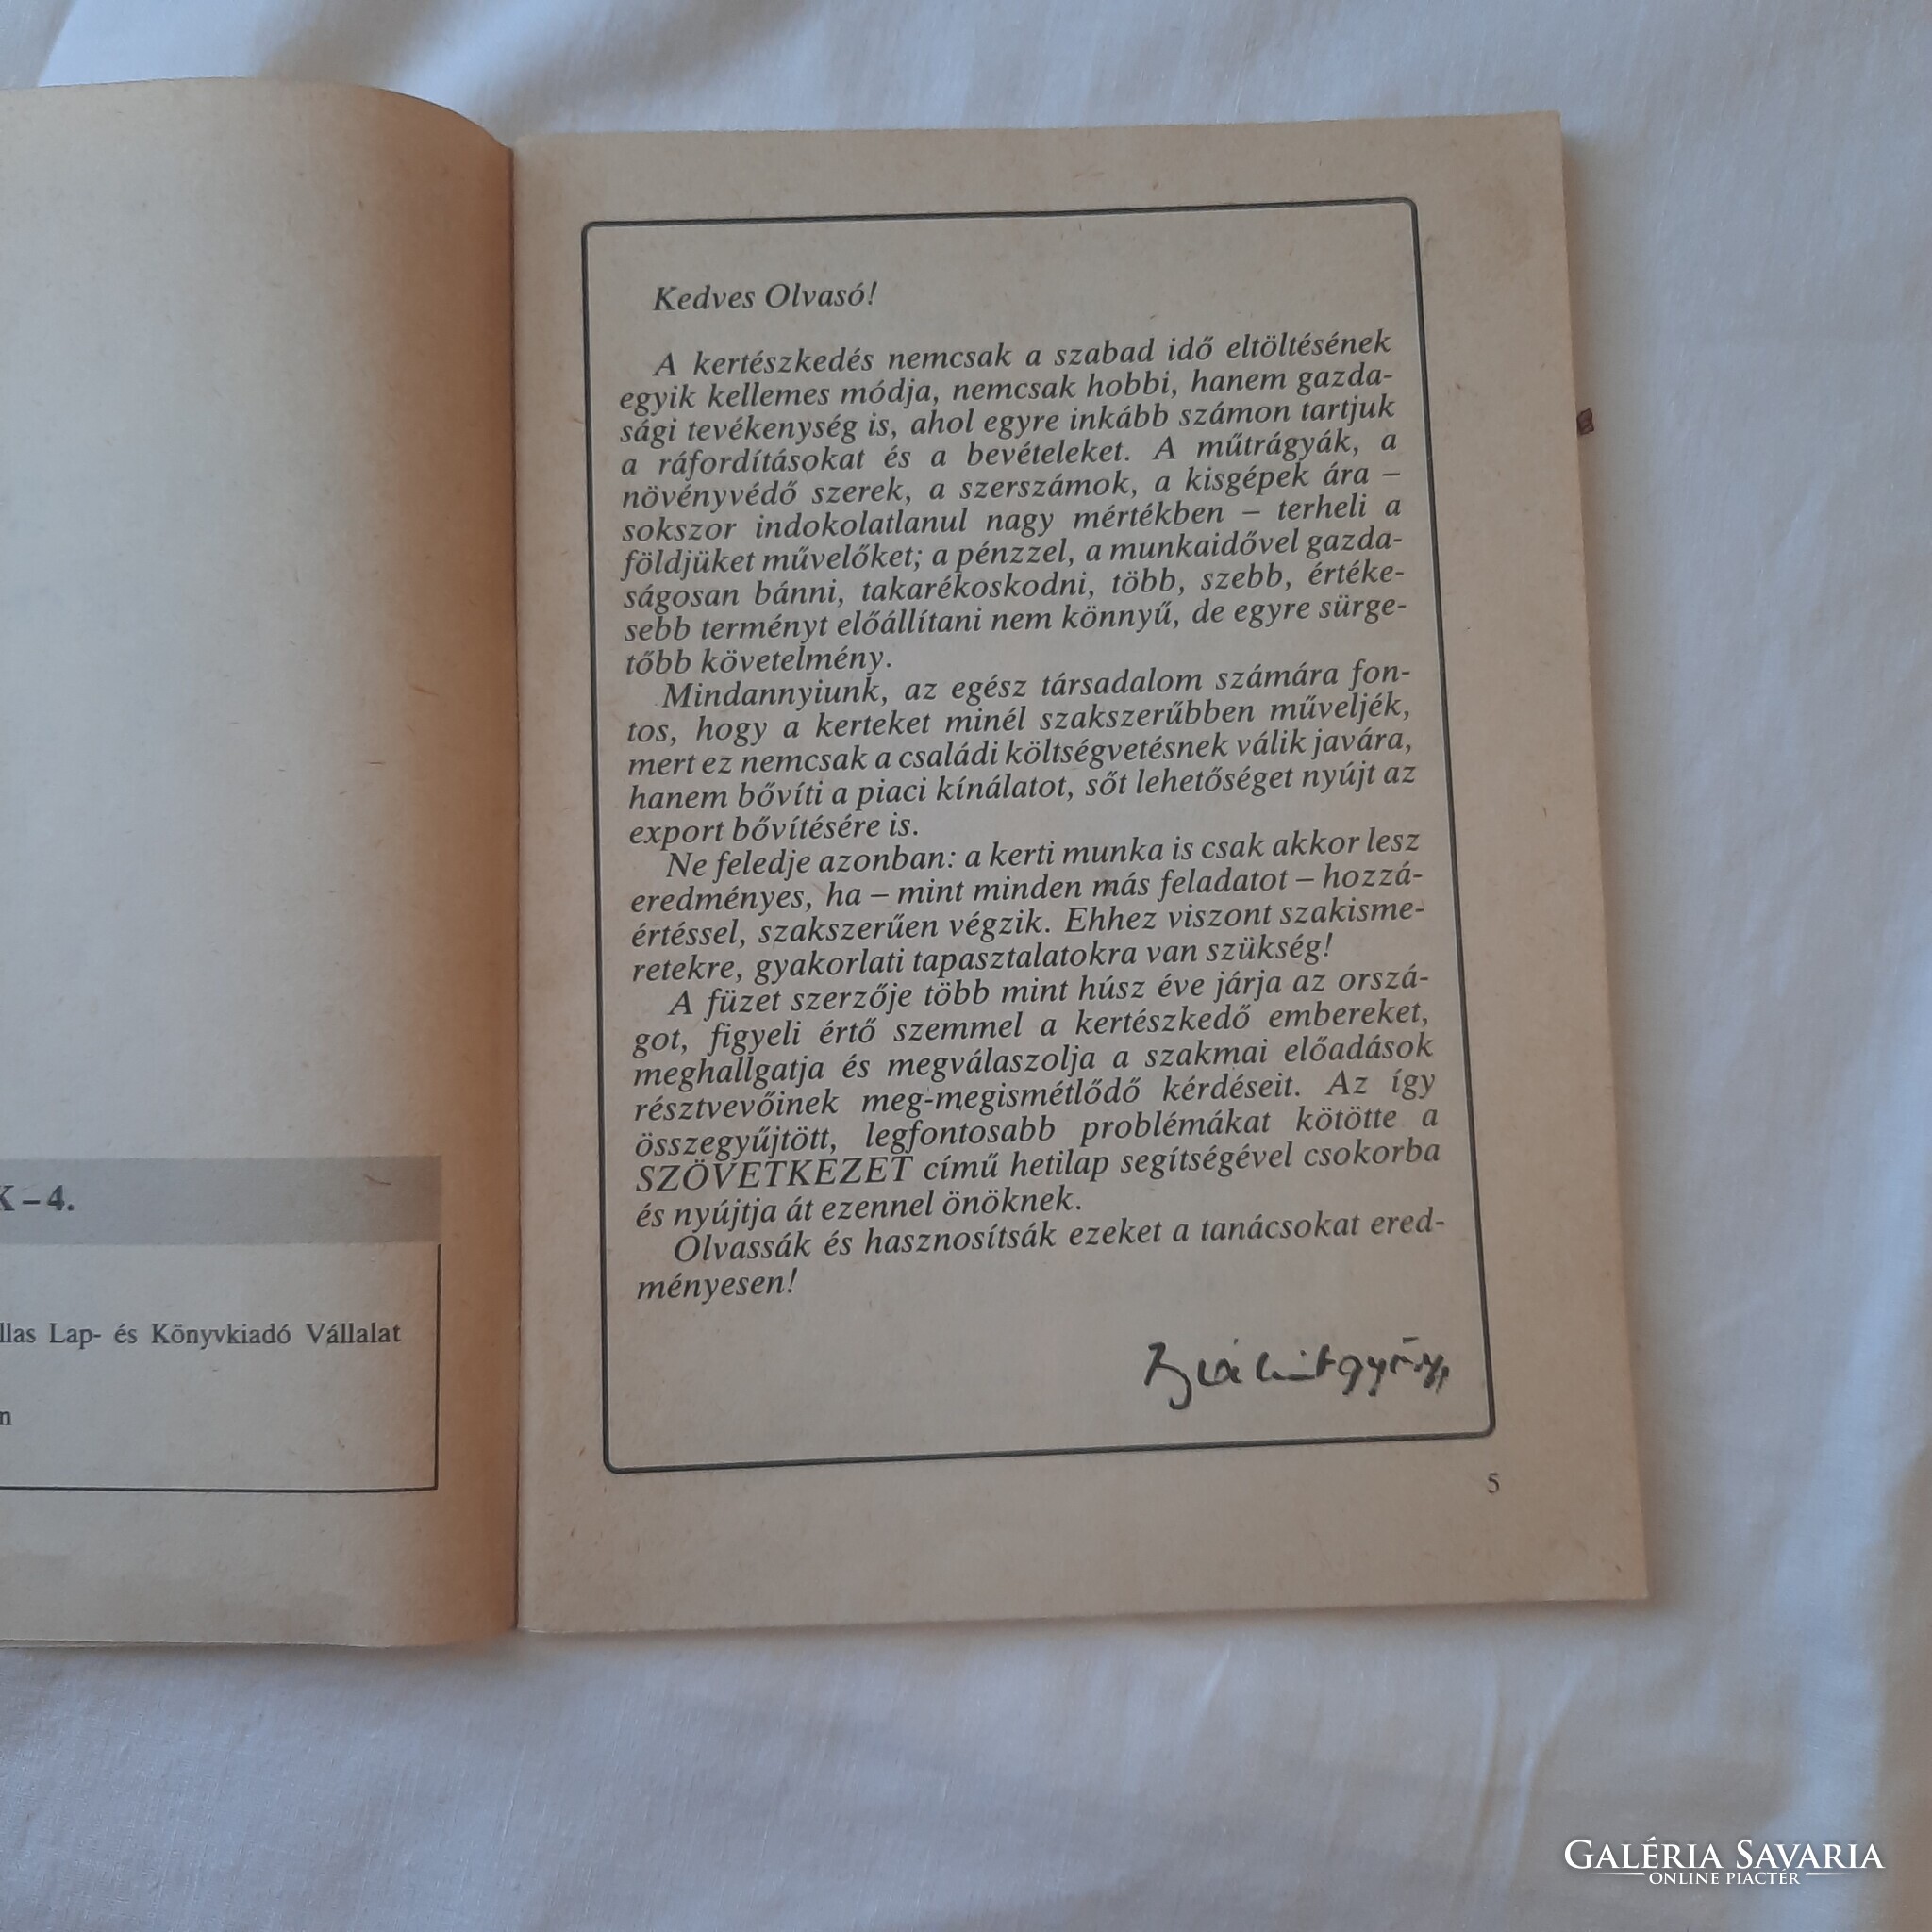 K – 4.
llas Lap- és Könyvkiadó Vállalat
Kedves Olvasó!
A kertészkedés nemcsak a szabad idő eltöltésének
egyik kellemes módja, nemcsak hobbi, hanem gazda-
sági tevékenység is, ahol egyre inkább számon tartjuk
a ráfordításokat és a bevételeket. A műtrágyák, a
növényvédő szerek, a szerszámok, a kisgépek ára –
sokszor indokolatlanul nagy mértékben – terheli a
földjüket művelőket; a pénzzel, a munkaidővel gazda-
ságosan bánni, takarékoskodni, több, szebb, értéke-
sebb terményt előállítani nem könnyű, de egyre sürge-
tőbb követelmény.
Mindannyiunk, az egész társadalom számára fon-
tos, hogy a kerteket minél szakszerűbben műveljék,
mert ez nemcsak a családi költségvetésnek válik javára,
hanem bővíti a piaci kínálatot, sőt lehetőséget nyújt az
export bővítésére is.
Ne feledje azonban: a kerti munka is csak akkor lesz
eredményes, ha – mint minden más feladatot – hozzá-
értéssel, szakszerűen végzik. Ehhez viszont szakisme-
retekre, gyakorlati tapasztalatokra van szükség!
A füzet szerzője több mint húsz éve járja az orszá-
got, figyeli értő szemmel a kertészkedő embereket,
meghallgatja és megválaszolja a szakmai előadások
résztvevőinek meg-megismétlődő kérdéseit. Az így
összegyűjtött, legfontosabb problémákat kötötte a
SZÖVETKEZET című hetilap segítségével csokorba
és nyújtja át ezennel önöknek.
Olvassák és hasznosítsák ezeket a tanácsokat ered-
ményesen!
5
GALÉRIA SAVARIA
ONLINE PIACTÉR